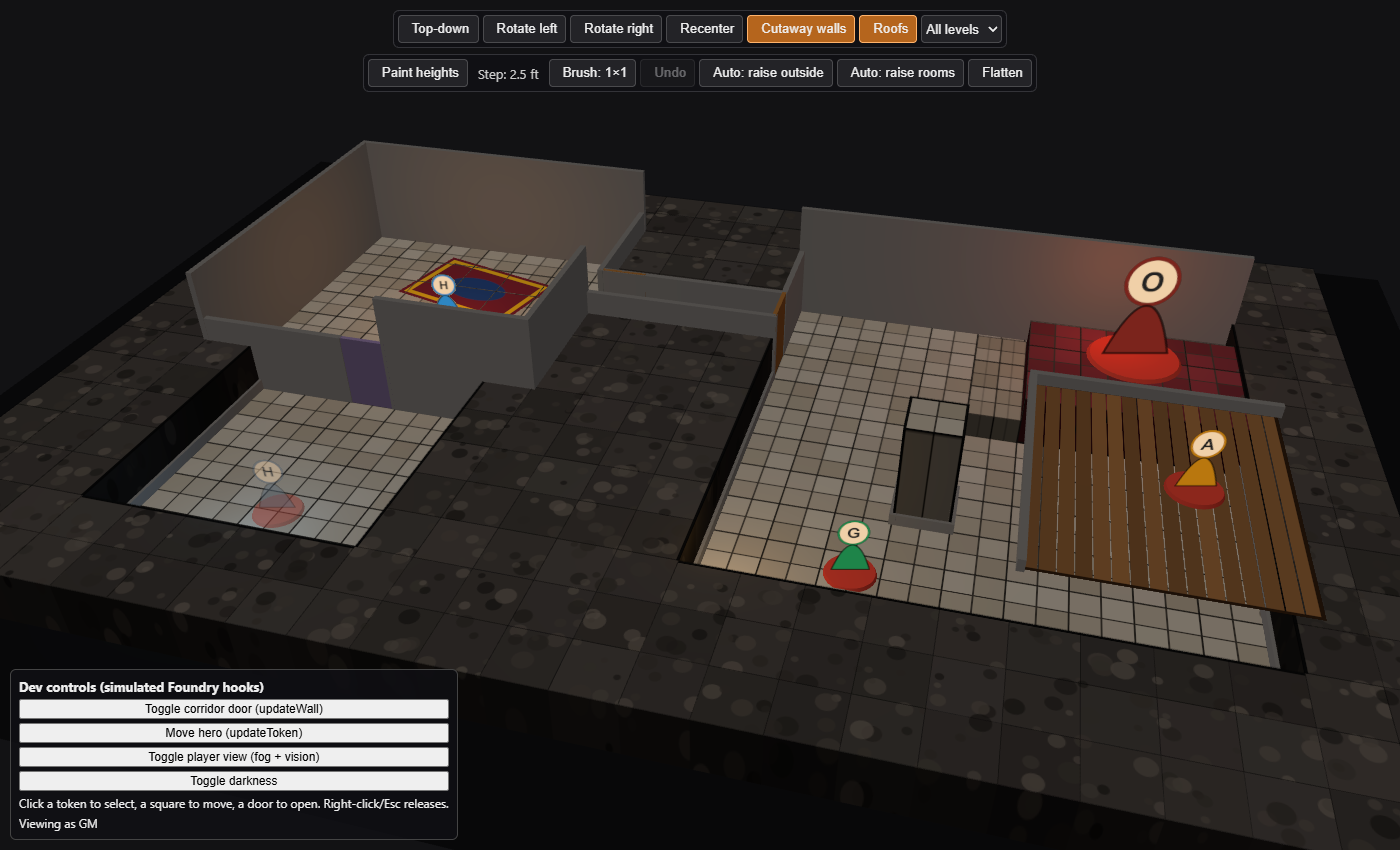 Top-down Rotate left Rotate right Recenter Cutaway walls Roofs All levels
Paint heights Step: 2.5 ft Brush: 1×1 Undo Auto: raise outside Auto: raise rooms Flatten
O
H
A
H
G
Dev controls (simulated Foundry hooks)
Toggle corridor door (updateWall)
Move hero (updateToken)
Toggle player view (fog + vision)
Toggle darkness
Click a token to select, a square to move, a door to open. Right-click/Esc releases.
Viewing as GM